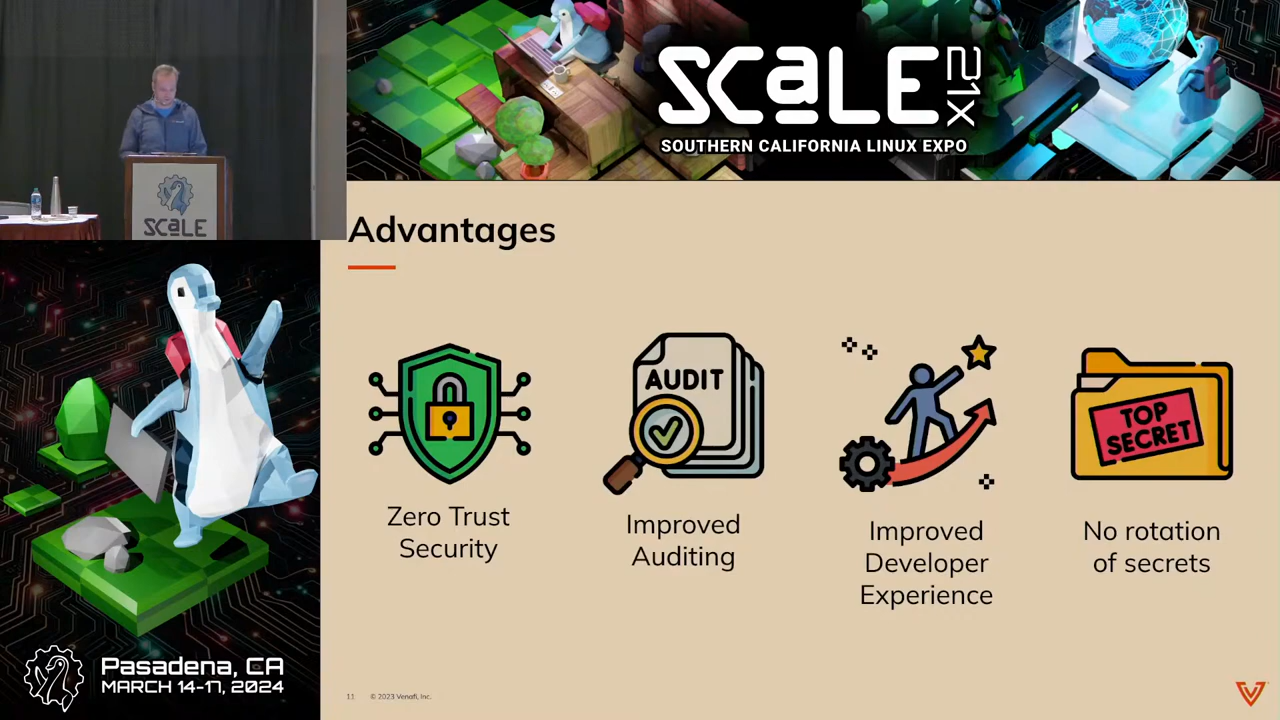 SCALE
21X
SOUTHERN CALIFORNIA LINUX EXPO
SCALE
Advantages
AUDIT
TOP
SECRET
Zero Trust
Security
Improved
Auditing
Improved
Developer
Experience
No rotation
of secrets
Pasadena, CA
MARCH 14-17, 2024
11
© 2023 Venafi, Inc.